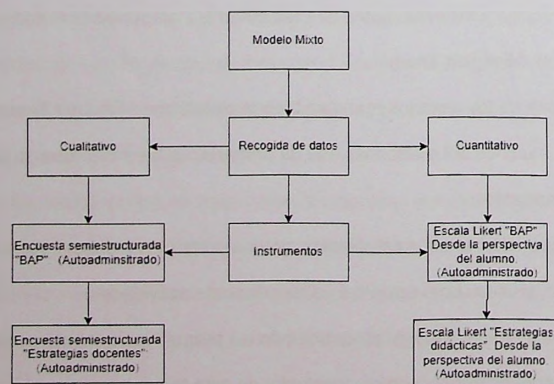 Modelo Mixto
Cualitativo
Recogida de datos
Cuantitativo
Encuesta semiestructurada
"BAP" (Autoadminsitrado)
Instrumentos
Escala Likert "BAP"
Desde la perspectiva
del alumno.
(Autoadministrado)
Encuesta semiestructurada
"Estrategias docentes"
(Autoadministrado)
Escala Likert "Estrategias
didácticas" Desde la
perspectiva del alumno.
(Autoadministrado)